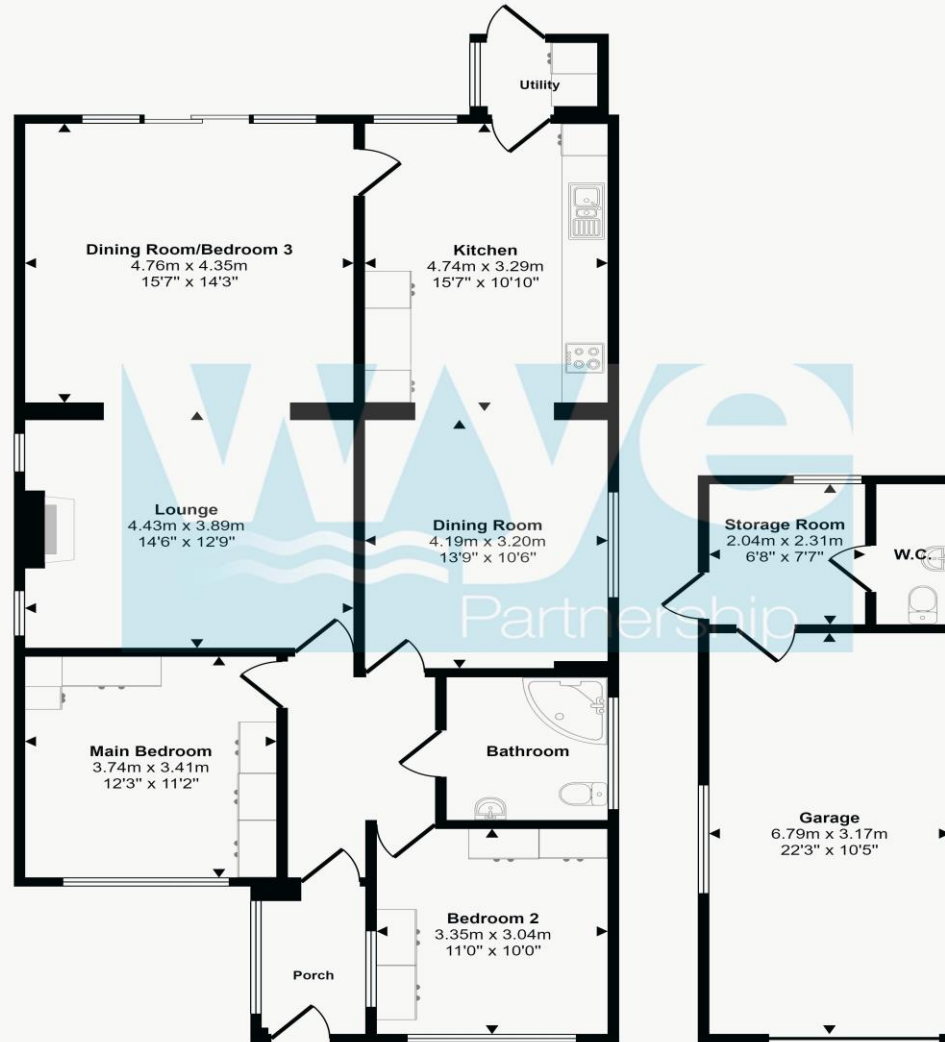 Utility
Dining Room/Bedroom 3
4.76m x 4.35m
15'7" x 14'3"
Kitchen
4.74m x 3.29m
15'7" x 10'10"
wye
Partnership
Lounge
4.43m x 3.89m
14'6" x 12'9"
Dining Room
4.19m x 3.20m
13'9" x 10'6"
Storage Room
2.04m x 2.31m
6'8" x 7'7"
W.C.
Main Bedroom
3.74m x 3.41m
12'3" x 11'2"
Bathroom
Garage
6.79m x 3.17m
22'3" x 10'5"
Bedroom 2
3.35m x 3.04m
11'0" x 10'0"
Porch